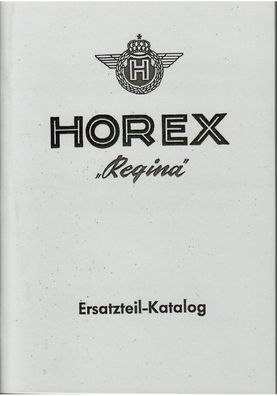 H
HOREX
„Regina“
Ersatzteil-Katalog